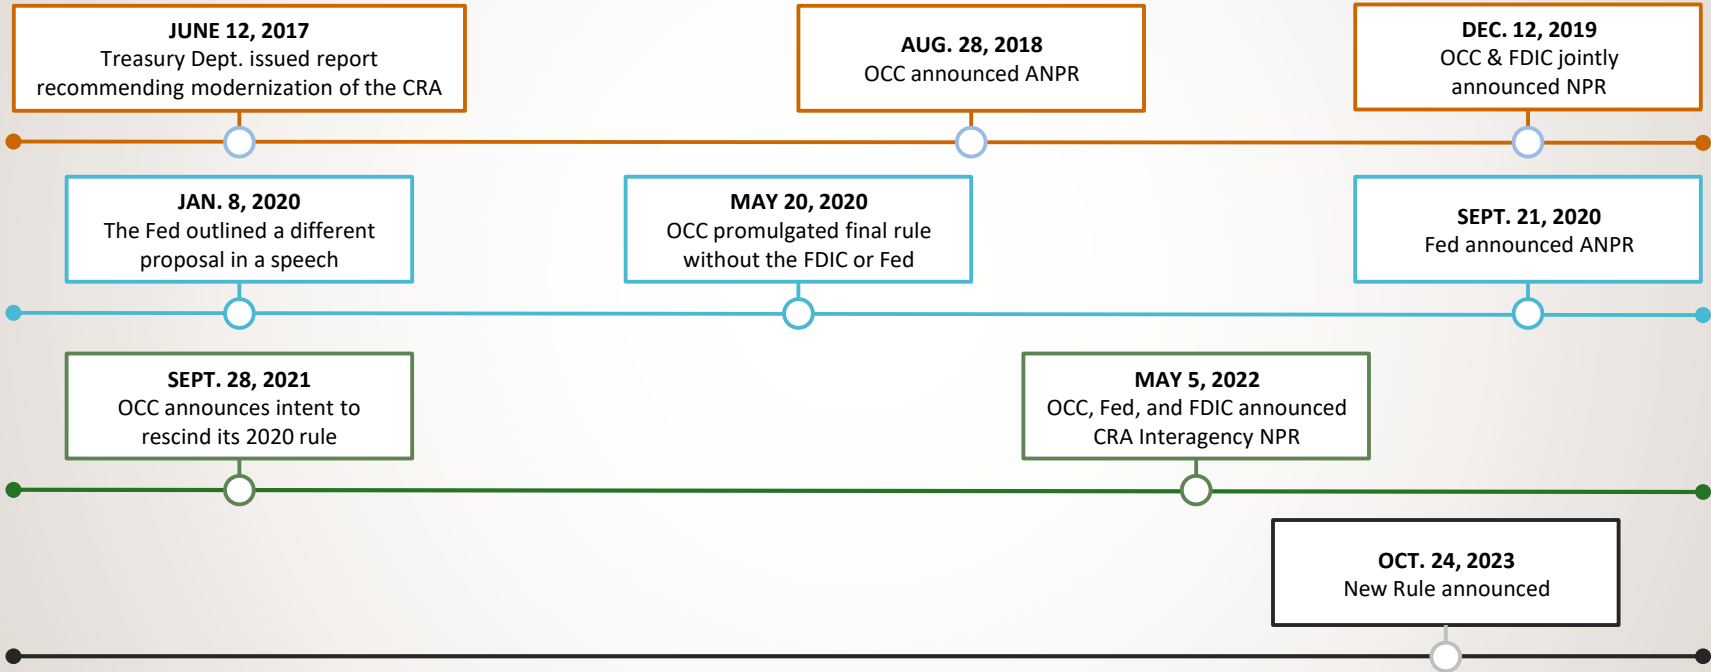 JUNE 12, 2017
Treasury Dept. issued report
recommending modernization of the CRA
AUG. 28, 2018
OCC announced ANPR
DEC. 12, 2019
OCC & FDIC jointly
announced NPR
JAN. 8, 2020
The Fed outlined a different
proposal in a speech
MAY 20, 2020
OCC promulgated final rule
without the FDIC or Fed
SEPT. 21, 2020
Fed announced ANPR
SEPT. 28, 2021
OCC announces intent to
rescind its 2020 rule
MAY 5, 2022
OCC, Fed, and FDIC announced
CRA Interagency NPR
OCT. 24, 2023
New Rule announced